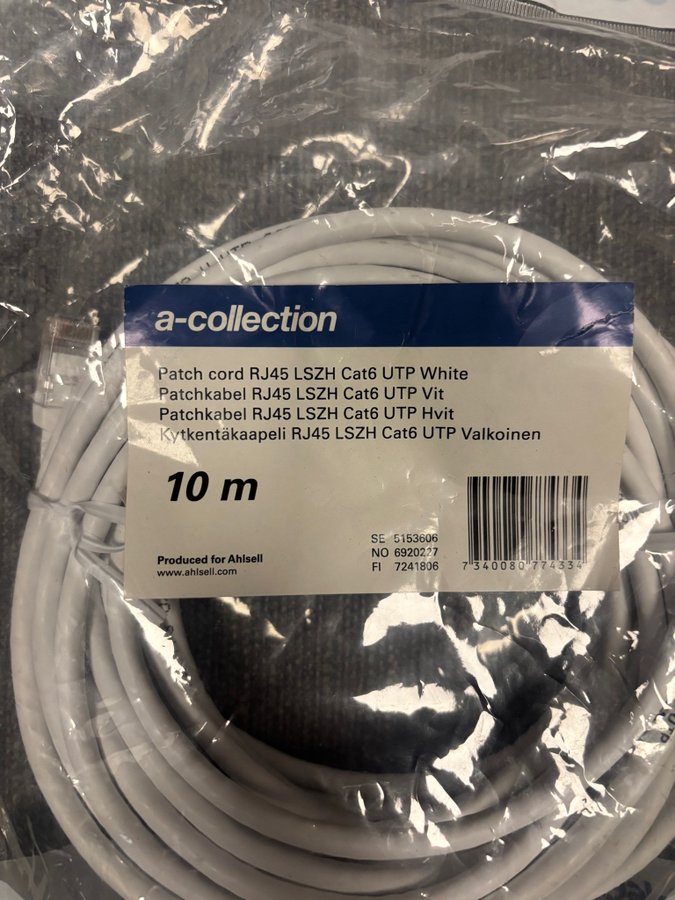 a-collection
Patch cord RJ45 LSZH Cat6 UTP White
Patchkabel RJ45 LSZH Cat6 UTP Vit
Patchkabel RJ45 LSZH Cat6 UTP Hvit
Kytkentäkaapeli RJ45 LSZH Cat6 UTP Valkoinen
10 m
Produced for Ahlsell
www.ahlsell.com
SE 5153606
NO 6920227
FI 7241806
7 340080 774334